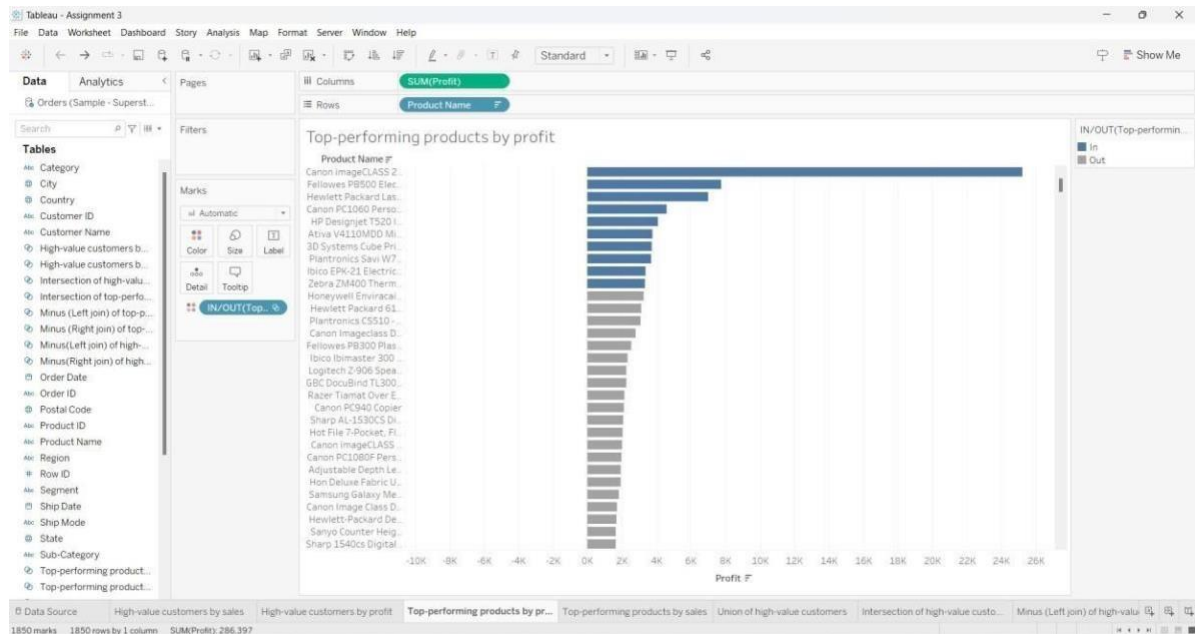 Tableau - Assignment 3
File Data Worksheet Dashboard Story Analysis Map Format Server Window Help
Standard
Show Me
Data Analytics
Pages
Columns
SUM(Profit)
Orders (Sample - Superst...
Rows
Product Name
Search
Filters
Tables
Abc Category
City
Country
Abc Customer ID
Abc Customer Name
High-value customers b...
High-value customers b...
Intersection of high-valu...
Intersection of top-perfo...
Minus (Left join) of top-p...
Minus (Right join) of top-...
Minus(Left join) of high-...
Minus(Right join) of high...
Order Date
Abc Order ID
Postal Code
Abc Product ID
Abc Product Name
Abc Region
# Row ID
Abc Segment
Ship Date
Abc Ship Mode
State
Abc Sub-Category
Top-performing product...
Top-performing product...
Marks
Automatic
Color Size Label
Detail Tooltip
IN/OUT(Top..
Top-performing products by profit
Product Name
Canon imageCLASS 2..
Fellowes PB500 Elec..
Hewlett Packard Las..
Canon PC1060 Perso..
HP Designjet T520 I..
Ativa V4110MDD Mi..
3D Systems Cube Pri..
Plantronics Savi W7..
Ibico EPK-21 Electric..
Zebra ZM400 Therm..
Honeywell Enviracai..
Hewlett Packard 61..
Plantronics CS510 -..
Canon Imageclass D..
Fellowes PB300 Plas..
Ibico Ibimaster 300 ..
Logitech Z-906 Spea..
GBC DocuBind TL300..
Razer Tiamat Over E..
Canon PC940 Copier
Sharp AL-1530CS Di..
Hot File 7-Pocket, Fl..
Canon imageCLASS ..
Canon PC1080F Pers..
Adjustable Depth Le..
Hon Deluxe Fabric U..
Samsung Galaxy Me..
Canon Image Class D..
Hewlett-Packard De..
Sanyo Counter Heig..
Sharp 1540cs Digital..
-10K -8K -6K -4K -2K 0K 2K 4K 6K 8K 10K 12K 14K 16K 18K 20K 22K 24K 26K
Profit
IN/OUT(Top-performin...
In
Out
Data Source High-value customers by sales High-value customers by profit Top-performing products by pr... Top-performing products by sales Union of high-value customers Intersection of high-value custo... Minus (Left join) of high-valu
1850 marks 1850 rows by 1 column SUM(Profit): 286,397